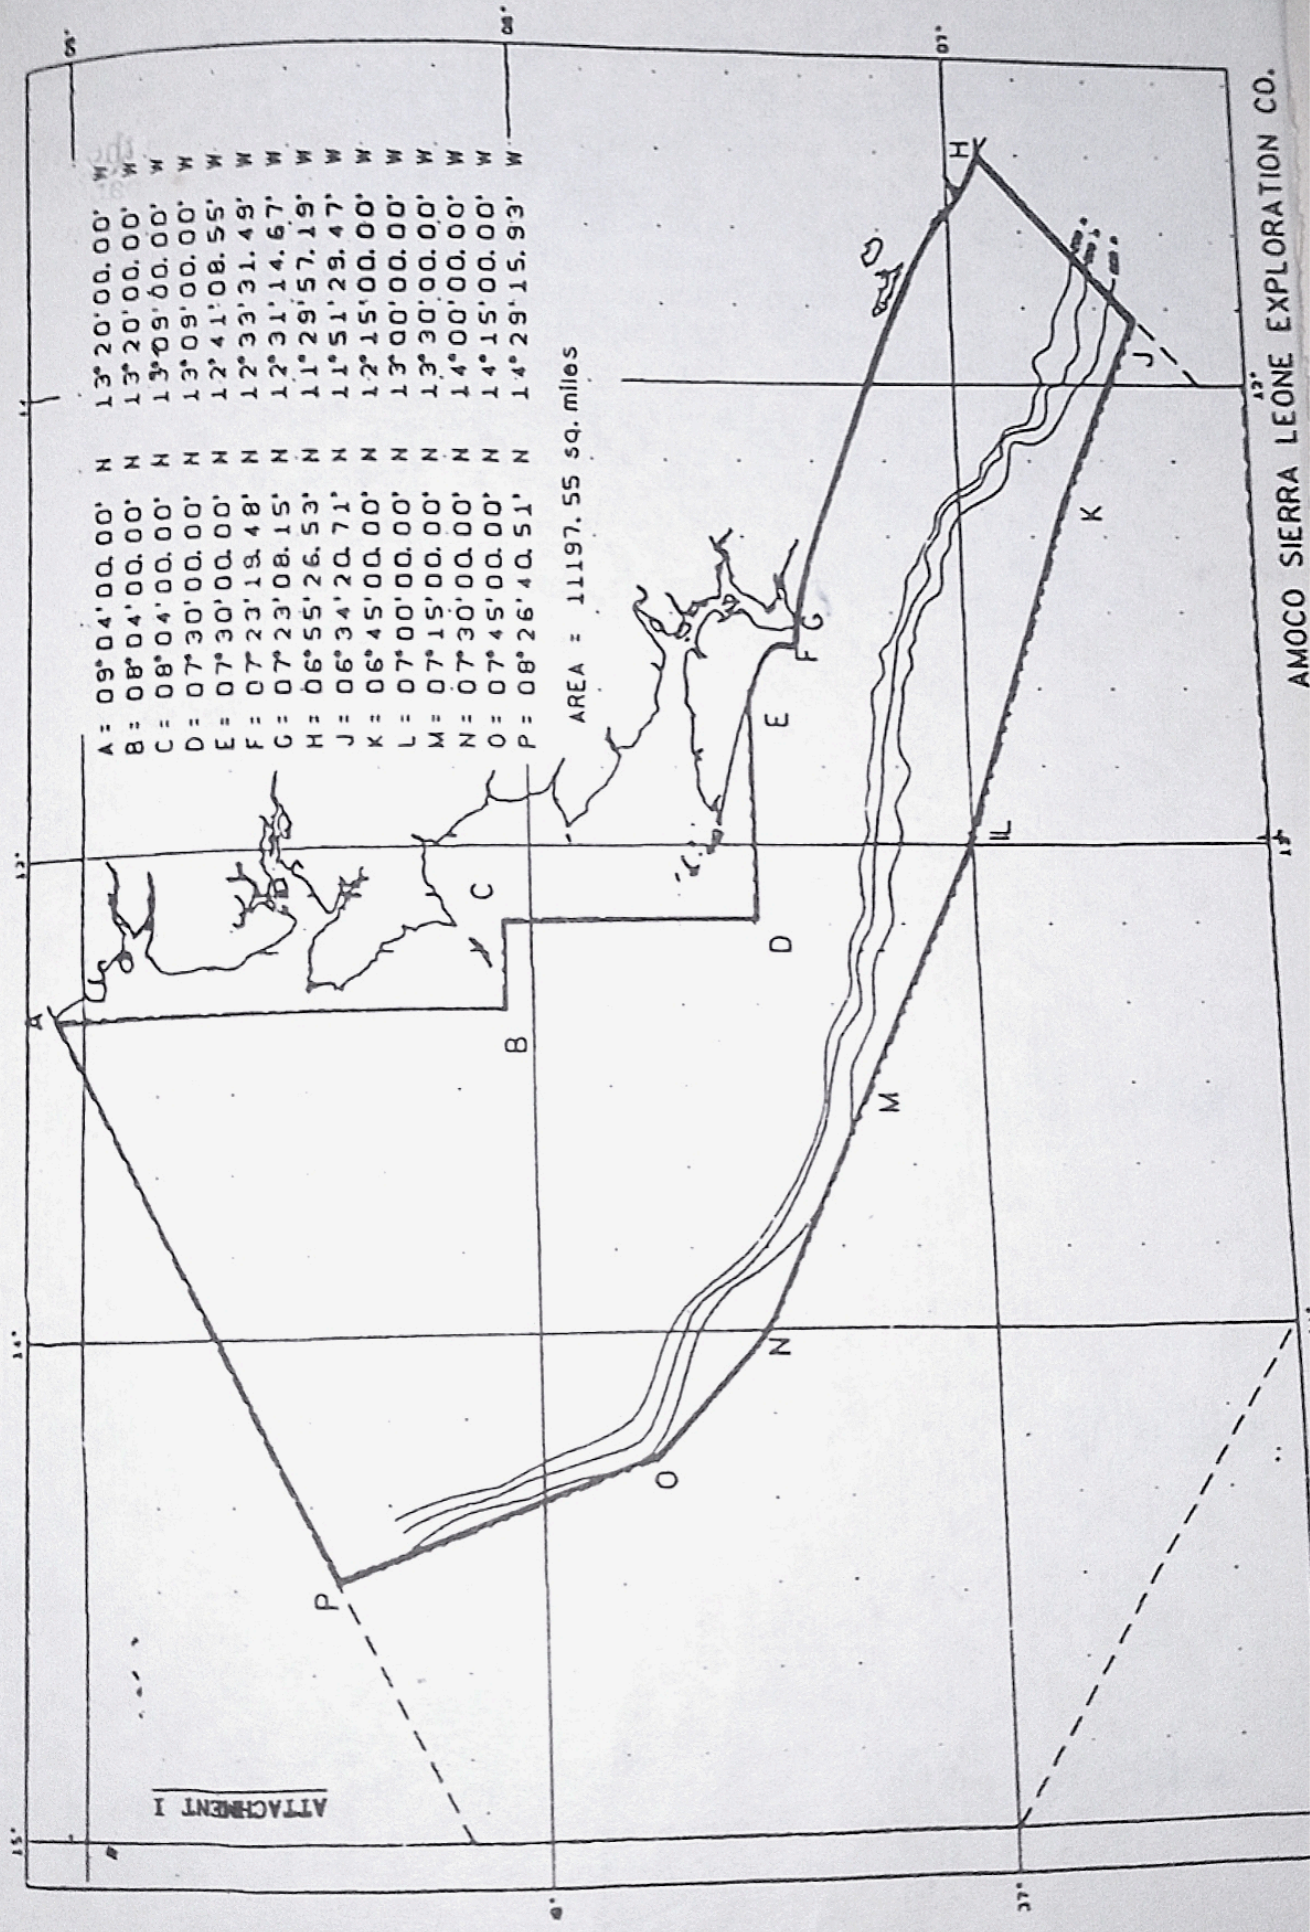 ATTACHMENT I
A = 09°04'00.00' N 13°20'00.00' W
B = 08°04'00.00' N 13°20'00.00' W
C = 08°04'00.00' N 13°09'00.00' W
D = 07°30'00.00' N 13°09'00.00' W
E = 07°30'00.00' N 12°41'08.55' W
F = 07°23'19.48' N 12°33'31.49' W
G = 07°23'08.15' N 12°31'14.67' W
H = 06°55'26.53' N 11°29'57.19' W
J = 06°34'20.71' N 11°51'29.47' W
K = 06°45'00.00' N 12°15'00.00' W
L = 07°00'00.00' N 13°00'00.00' W
M = 07°15'00.00' N 13°30'00.00' W
N = 07°30'00.00' N 14°00'00.00' W
O = 07°45'00.00' N 14°15'00.00' W
P = 08°26'40.51' N 14°29'15.93' W
AREA = 11197.55 sq. miles
15°
14°
13°
A
P
B
C
D
E
F
G
H
O
N
M
L
K
J
08°
07°
12°
13°
AMOCO SIERRA LEONE EXPLORATION CO.